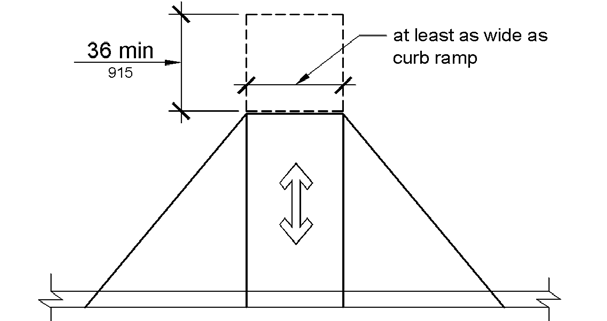 36 min
915
at least as wide as
curb ramp